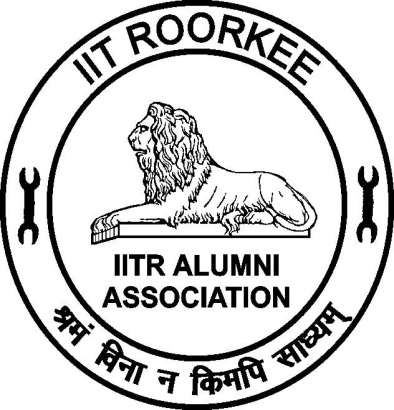 IIT ROORKEE
IITR ALUMNI
ASSOCIATION
श्रमं विना न किमपि साध्यम्